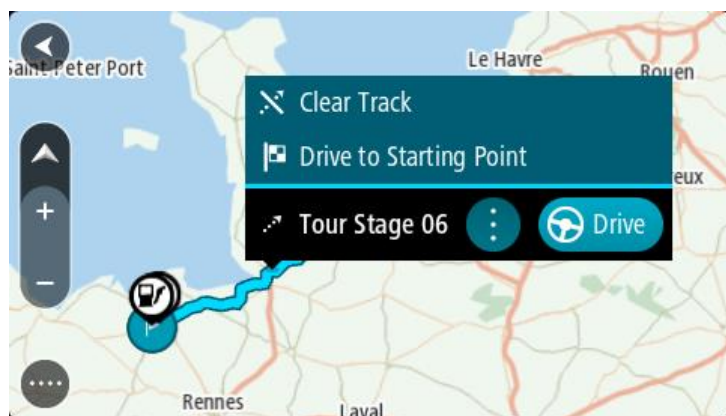 Saint Peter Port
Le Havre
Rouen
Clear Track
Drive to Starting Point
eux
Tour Stage 06
Drive
Rennes
Laval